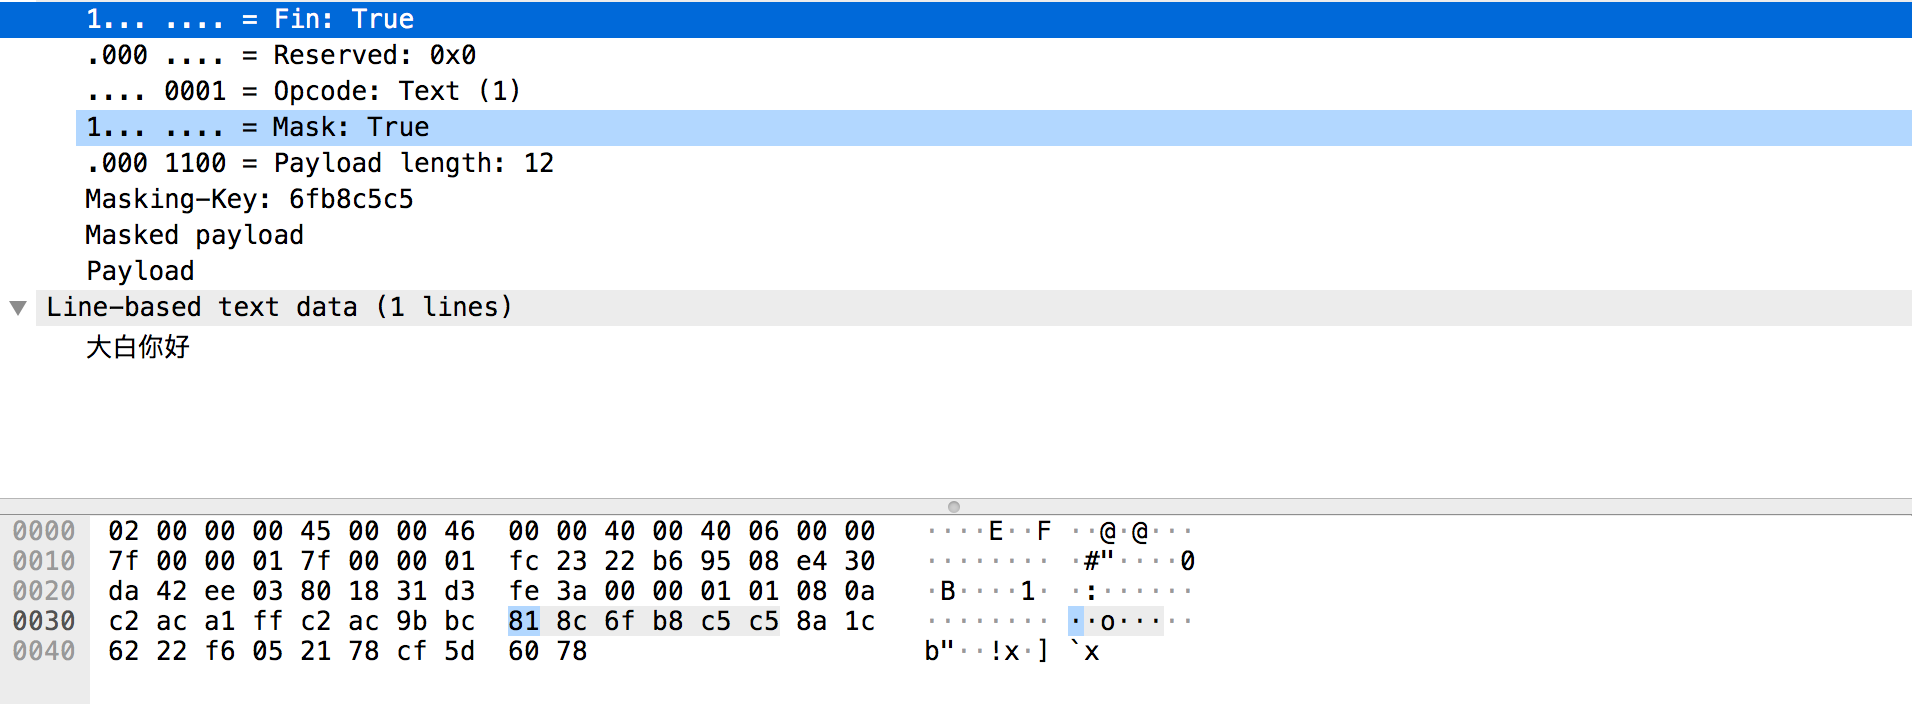 1... .... = Fin: True
.000 .... = Reserved: 0x0
.... 0001 = Opcode: Text (1)
1... .... = Mask: True
.000 1100 = Payload length: 12
Masking-Key: 6fb8c5c5
Masked payload
Payload
Line-based text data (1 lines)
大白你好
0000 02 00 00 00 45 00 00 46 00 00 40 00 40 06 00 00 ····E··F ··@·@···
0010 7f 00 00 01 7f 00 00 01 fc 23 22 b6 95 08 e4 30 ········ ·#"····0
0020 da 42 ee 03 80 18 31 d3 fe 3a 00 00 01 01 08 0a ·B····1· ·:······
0030 c2 ac a1 ff c2 ac 9b bc 81 8c 6f b8 c5 c5 8a 1c ········ ··o·····
0040 62 22 f6 05 21 78 cf 5d 60 78 b"··!x·] `x